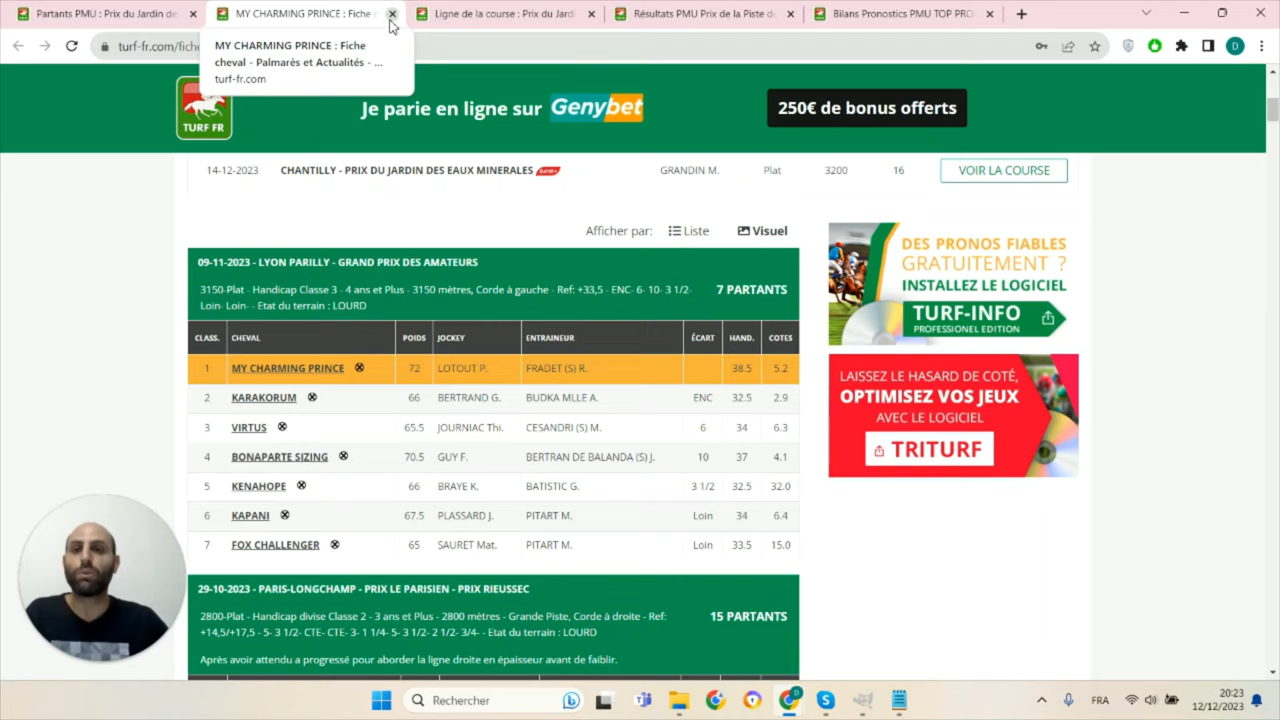 Partants PMU : Prix du Jardin des
MY CHARMING PRINCE : Fiche c
Ligne de la course : Prix du Jardi
Résultats PMU Prix de la Piste de
Bilans Pronostics PMU TOP PRO
turf-fr.com/fiche
MY CHARMING PRINCE : Fiche
cheval - Palmarès et Actualités - ...
turf-fr.com
D
TURF FR
Je parie en ligne sur Genybet
250€ de bonus offerts
14-12-2023 CHANTILLY - PRIX DU JARDIN DES EAUX MINERALES GRANDIN M. Plat 3200 16 VOIR LA COURSE
Afficher par: Liste Visuel
09-11-2023 - LYON PARILLY - GRAND PRIX DES AMATEURS
3150-Plat - Handicap Classe 3 - 4 ans et Plus - 3150 mètres, Corde à gauche - Ref: +33,5 - ENC- 6- 10- 3 1/2-
Loin- Loin- - Etat du terrain : LOURD
7 PARTANTS
CLASS. CHEVAL POIDS JOCKEY ENTRAINEUR ÉCART HAND. COTES
1 MY CHARMING PRINCE 72 LOTOUT P. FRADET (S) R. 38.5 5.2
2 KARAKORUM 66 BERTRAND G. BUDKA MLLE A. ENC 32.5 2.9
3 VIRTUS 65.5 JOURNIAC Thi. CESANDRI (S) M. 6 34 6.3
4 BONAPARTE SIZING 70.5 GUY F. BERTRAN DE BALANDA (S) J. 10 37 4.1
5 KENAHOPE 66 BRAYE K. BATISTIC G. 3 1/2 32.5 32.0
6 KAPANI 67.5 PLASSARD J. PITART M. Loin 34 6.4
7 FOX CHALLENGER 65 SAURET Mat. PITART M. Loin 33.5 15.0
29-10-2023 - PARIS-LONGCHAMP - PRIX LE PARISIEN - PRIX RIEUSSEC
2800-Plat - Handicap divise Classe 2 - 3 ans et Plus - 2800 mètres - Grande Piste, Corde à droite - Ref:
+14,5/+17,5 - 5- 3 1/2- CTE- CTE- 3- 1 1/4- 5- 3 1/2- 2 1/2- 3/4- - Etat du terrain : LOURD
15 PARTANTS
Après avoir attendu a progressé pour aborder la ligne droite en épaisseur avant de faiblir.
DES PRONOS FIABLES
GRATUITEMENT ?
INSTALLEZ LE LOGICIEL
TURF-INFO
PROFESSIONEL EDITION
LAISSEZ LE HASARD DE COTÉ,
OPTIMISEZ VOS JEUX
AVEC LE LOGICIEL
TRITURF
Rechercher
FRA
20:23
12/12/2023